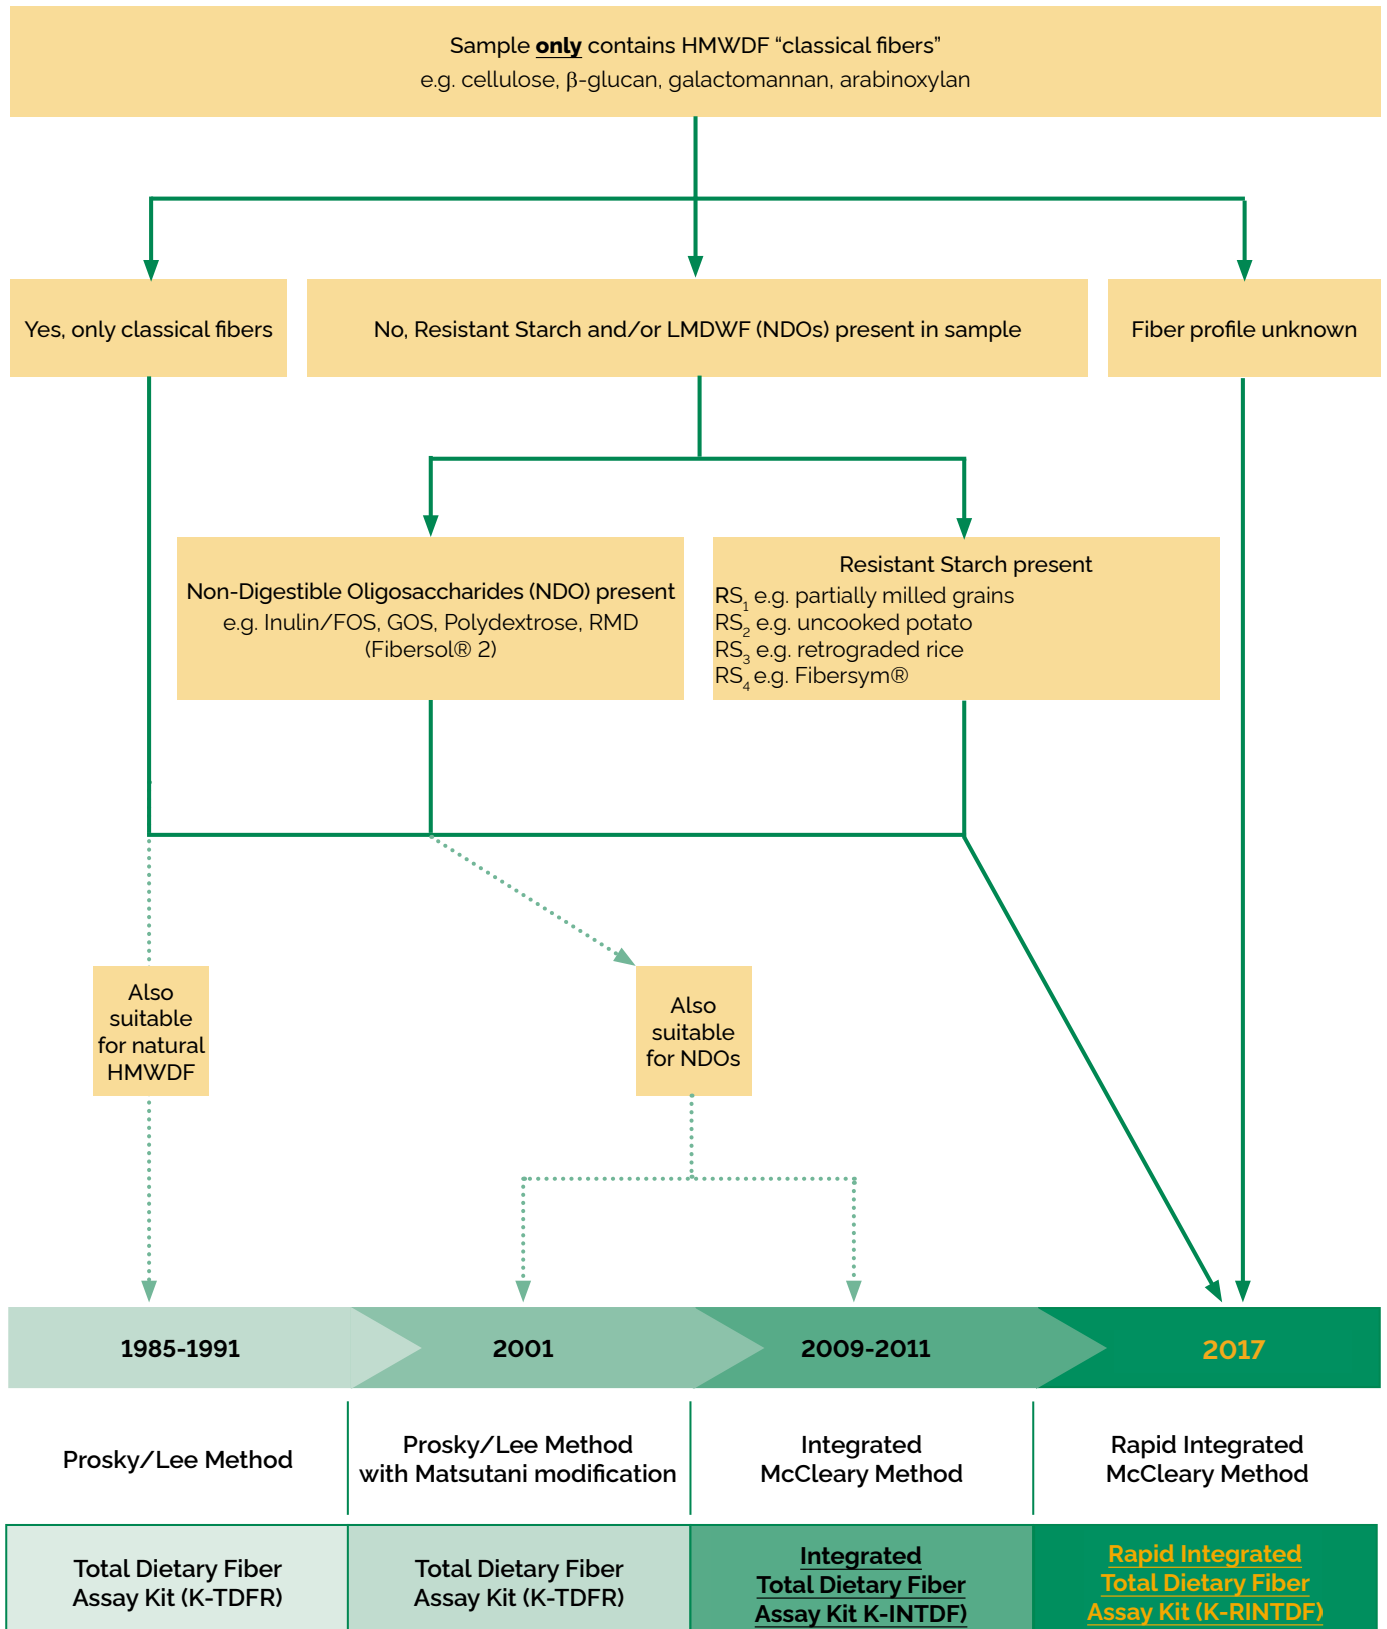 Sample only contains HMWDF “classical fibers”
e.g. cellulose, β-glucan, galactomannan, arabinoxylan
Yes, only classical fibers
No, Resistant Starch and/or LMDWF (NDOs) present in sample
Fiber profile unknown
Non-Digestible Oligosaccharides (NDO) present
e.g. Inulin/FOS, GOS, Polydextrose, RMD
(Fibersol® 2)
Resistant Starch present
RS1 e.g. partially milled grains
RS2 e.g. uncooked potato
RS3 e.g. retrograded rice
RS4 e.g. Fibersym®
Also
suitable
for natural
HMWDF
Also
suitable
for NDOs
1985-1991
2001
2009-2011
2017
Prosky/Lee Method
Prosky/Lee Method
with Matsutani modification
Integrated
McCleary Method
Rapid Integrated
McCleary Method
Total Dietary Fiber
Assay Kit (K-TDFR)
Total Dietary Fiber
Assay Kit (K-TDFR)
Integrated
Total Dietary Fiber
Assay Kit K-INTDF)
Rapid Integrated
Total Dietary Fiber
Assay Kit (K-RINTDF)